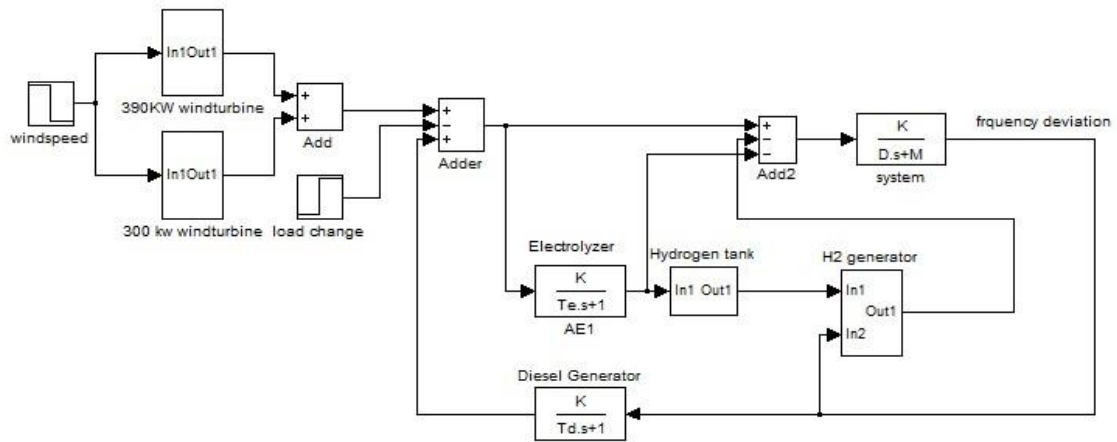 In1Out1
390KW windturbine
windspeed
In1Out1
300 kw windturbine
+
+
Add
load change
+
−
+
Adder
+
−
−
Add2
K
D.s+M
system
frquency deviation
Electrolyzer
K
Te.s+1
AE1
Hydrogen tank
In1 Out1
H2 generator
In1
Out1
In2
Diesel Generator
K
Td.s+1